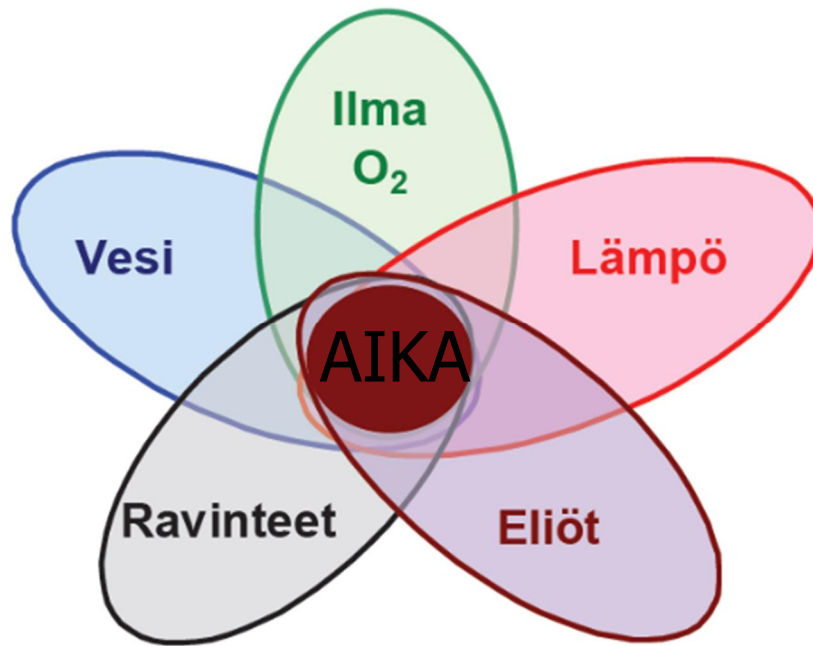 Ilma
O₂
Vesi
Lämpö
AIKA
Ravinteet
Eliöt